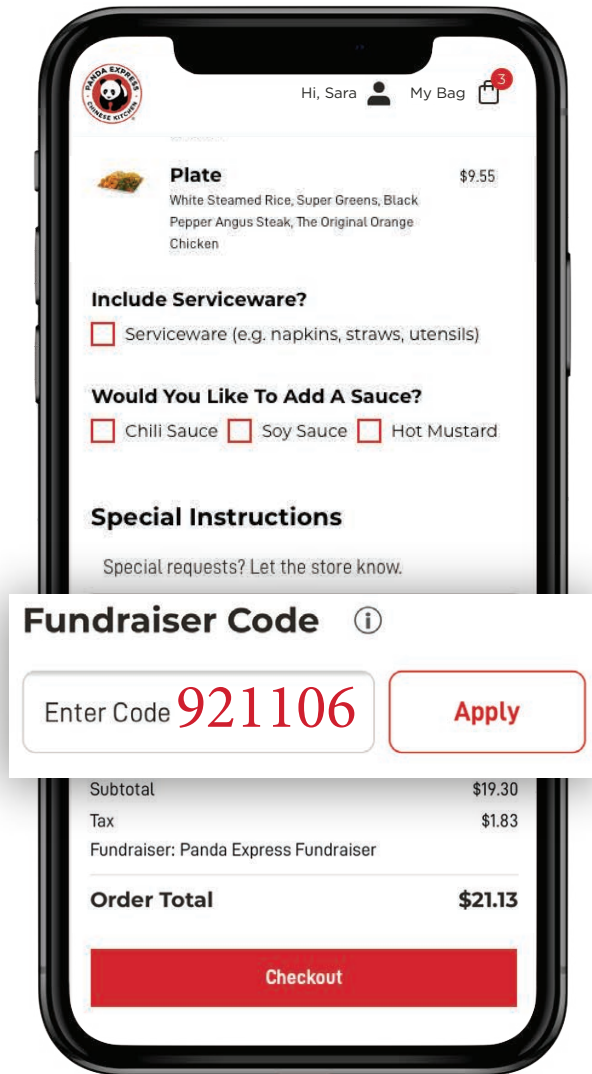 PANDA EXPRESS
CHINESE KITCHEN
Hi, Sara My Bag 3
Plate $9.55
White Steamed Rice, Super Greens, Black
Pepper Angus Steak, The Original Orange
Chicken
Include Serviceware?
Serviceware (e.g. napkins, straws, utensils)
Would You Like To Add A Sauce?
Chili Sauce Soy Sauce Hot Mustard
Special Instructions
Special requests? Let the store know.
Fundraiser Code i
Enter Code 921106 Apply
Subtotal $19.30
Tax $1.83
Fundraiser: Panda Express Fundraiser
Order Total $21.13
Checkout